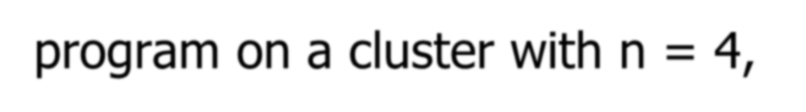 program on a cluster with n = 4,